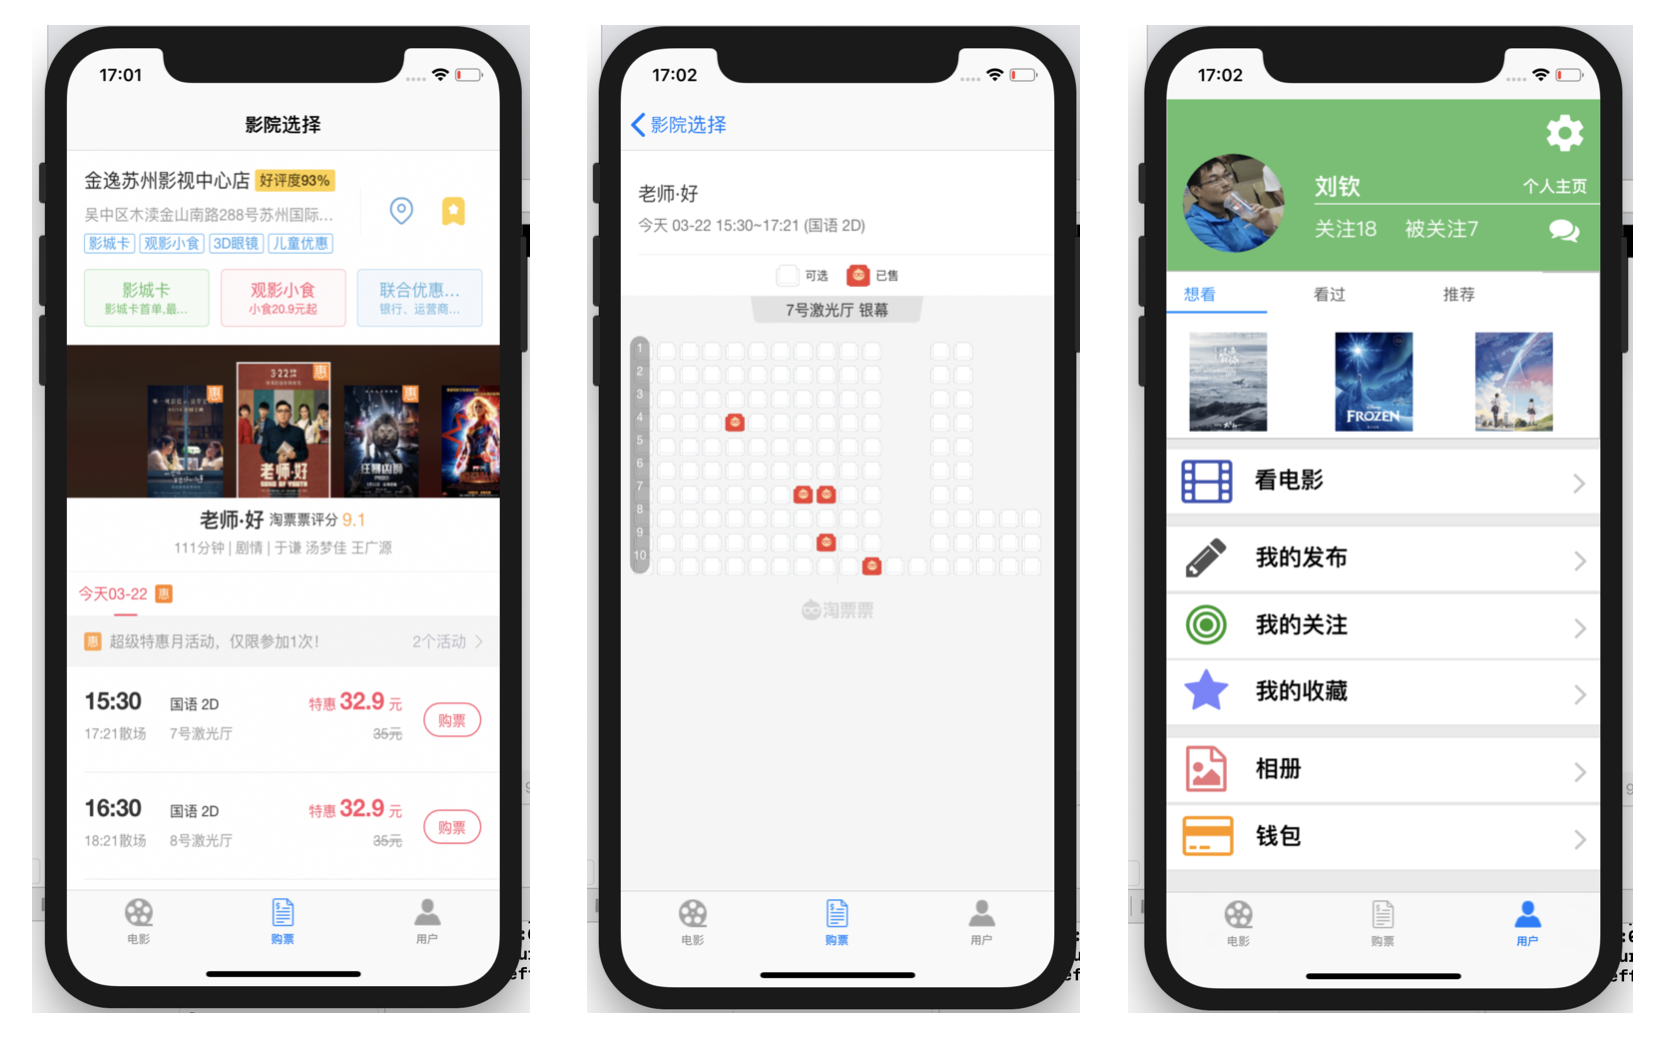 17:01
影院选择
金逸苏州影视中心店 好评度93%
吴中区木渎金山南路288号苏州国际...
影城卡 观影小食 3D眼镜 儿童优惠
影城卡 观影小食 联合优惠...
影城卡首单,最... 小食20.9元起 银行、运营商...
3·22
惠 惠 惠
老师·好
狂暴凶狮
老师·好 淘票票评分 9.1
111分钟 | 剧情 | 于谦 汤梦佳 王广源
今天03-22 惠
惠 超级特惠月活动，仅限参加1次! 2个活动
15:30 国语 2D 特惠 32.9 元 购票
17:21散场 7号激光厅 35元
16:30 国语 2D 特惠 32.9 元 购票
18:21散场 8号激光厅 35元
电影 购票 用户
17:02
影院选择
老师·好
今天 03-22 15:30~17:21 (国语 2D)
可选 已售
7号激光厅 银幕
1
2
3
4
5
6
7
8
9
10
淘票票
电影 购票 用户
17:02
刘钦 个人主页
关注18 被关注7
想看 看过 推荐
FROZEN
看电影
我的发布
我的关注
我的收藏
相册
钱包
电影 购票 用户